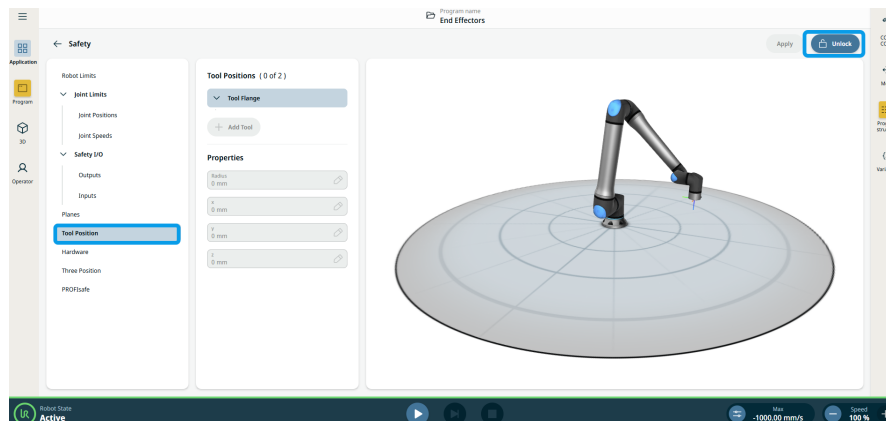 Program name
End Effectors
Safety
Apply
Unlock
Application
Program
3D
Operator
Robot Limits
Joint Limits
Joint Positions
Joint Speeds
Safety I/O
Outputs
Inputs
Planes
Tool Position
Hardware
Three Position
PROFIsafe
Tool Positions ( 0 of 2 )
Tool Flange
+ Add Tool
Properties
Radius
0 mm
X
0 mm
Y
0 mm
Z
0 mm
Robot State
Active
Max
-1000.00 mm/s
Speed
100 %